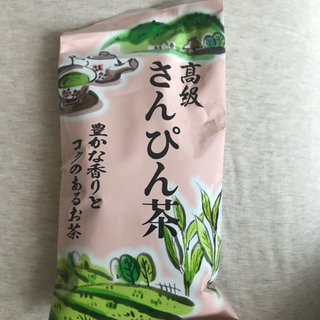 高級
さんぴん茶
豊かな香りと
コクのあるお茶